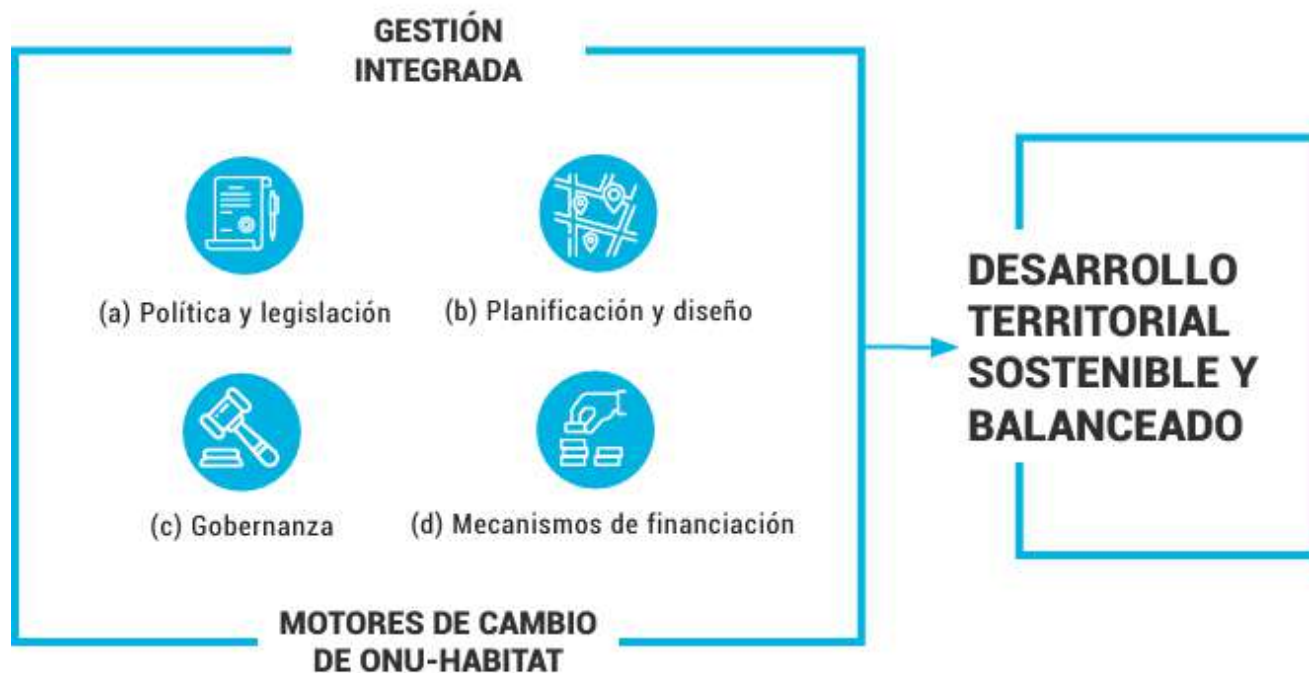 GESTIÓN
INTEGRADA
(a) Política y legislación
(b) Planificación y diseño
(c) Gobernanza
(d) Mecanismos de financiación
MOTORES DE CAMBIO
DE ONU-HABITAT
DESARROLLO
TERRITORIAL
SOSTENIBLE Y
BALANCEADO